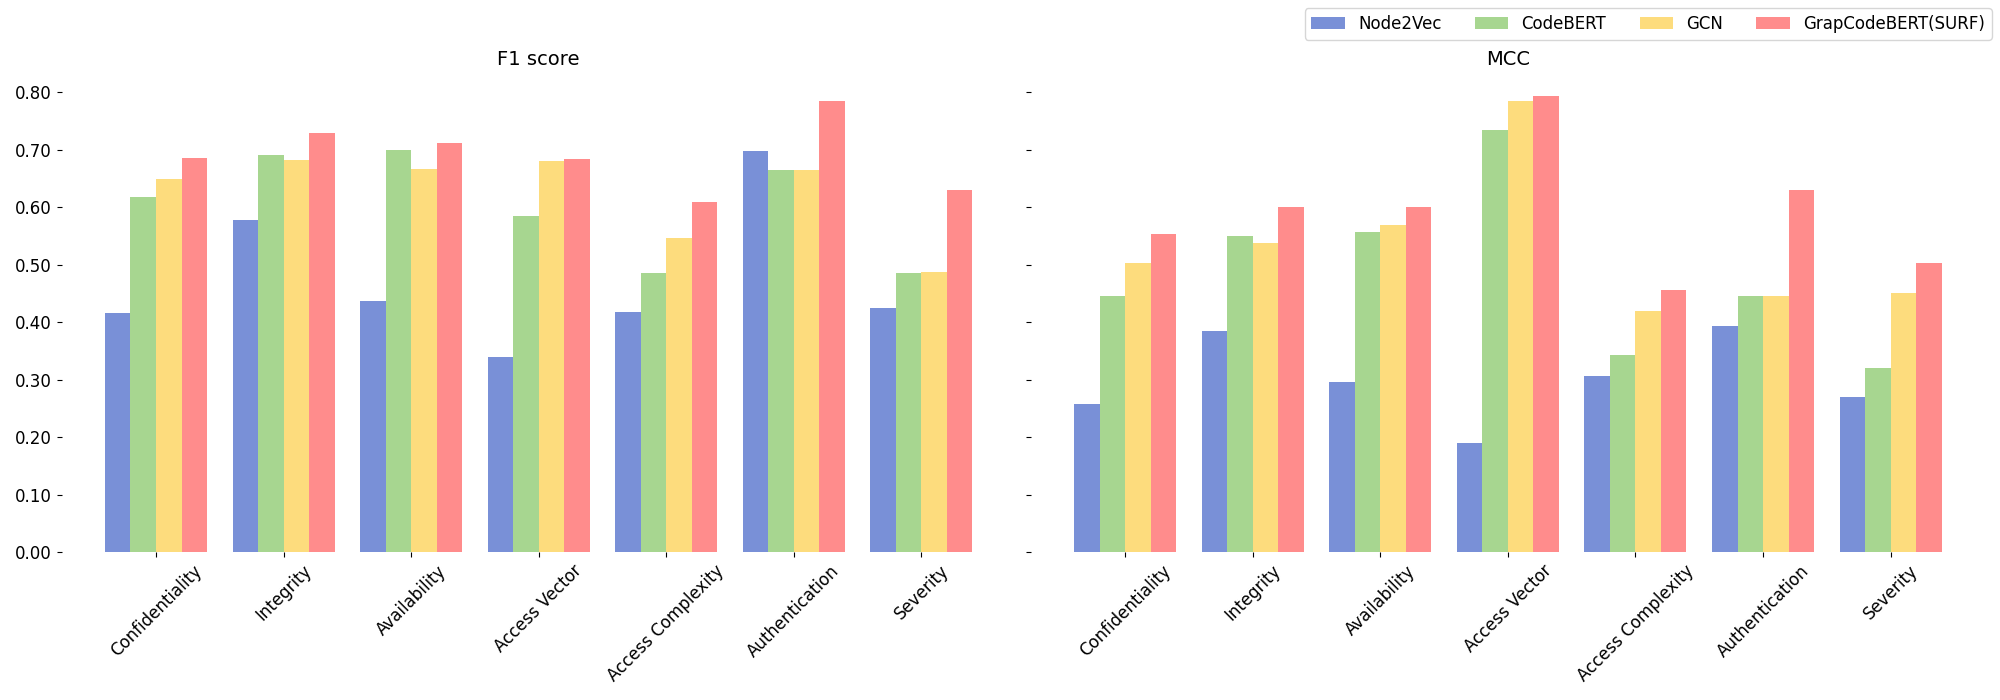 Node2Vec CodeBERT GCN GrapCodeBERT(SURF)
F1 score
MCC
0.80
0.70
0.60
0.50
0.40
0.30
0.20
0.10
0.00
Confidentiality
Integrity
Availability
Access Vector
Access Complexity
Authentication
Severity
Confidentiality
Integrity
Availability
Access Vector
Access Complexity
Authentication
Severity